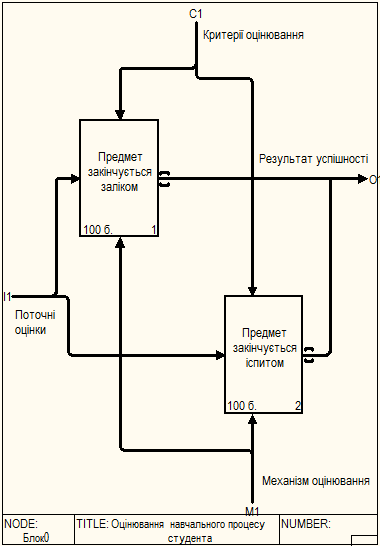 C1
Критерії оцінювання
Предмет
закінчується
заліком
100 б. 1
Результат успішності
O1
I1
Поточні
оцінки
Предмет
закінчується
іспитом
100 б. 2
Механізм оцінювання
M1
NODE:
Блок0
TITLE: Оцінювання навчального процесу
студента
NUMBER: